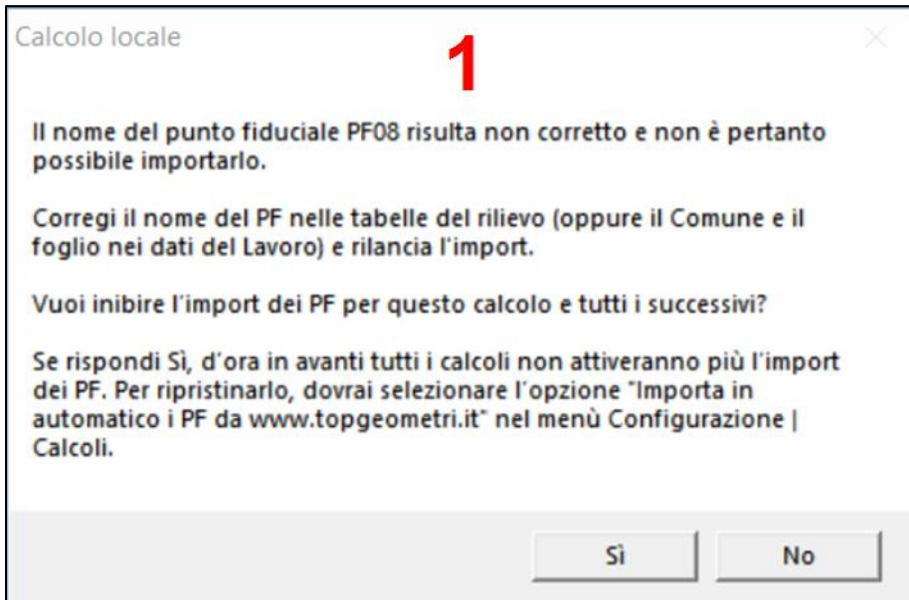 Calcolo locale
1
Il nome del punto fiduciale PF08 risulta non corretto e non è pertanto
possibile importarlo.
Corregi il nome del PF nelle tabelle del rilievo (oppure il Comune e il
foglio nei dati del Lavoro) e rilancia l'import.
Vuoi inibire l'import dei PF per questo calcolo e tutti i successivi?
Se rispondi Sì, d'ora in avanti tutti i calcoli non attiveranno più l'import
dei PF. Per ripristinarlo, dovrai selezionare l'opzione "Importa in
automatico i PF da www.topgeometri.it" nel menù Configurazione |
Calcoli.
Sì
No